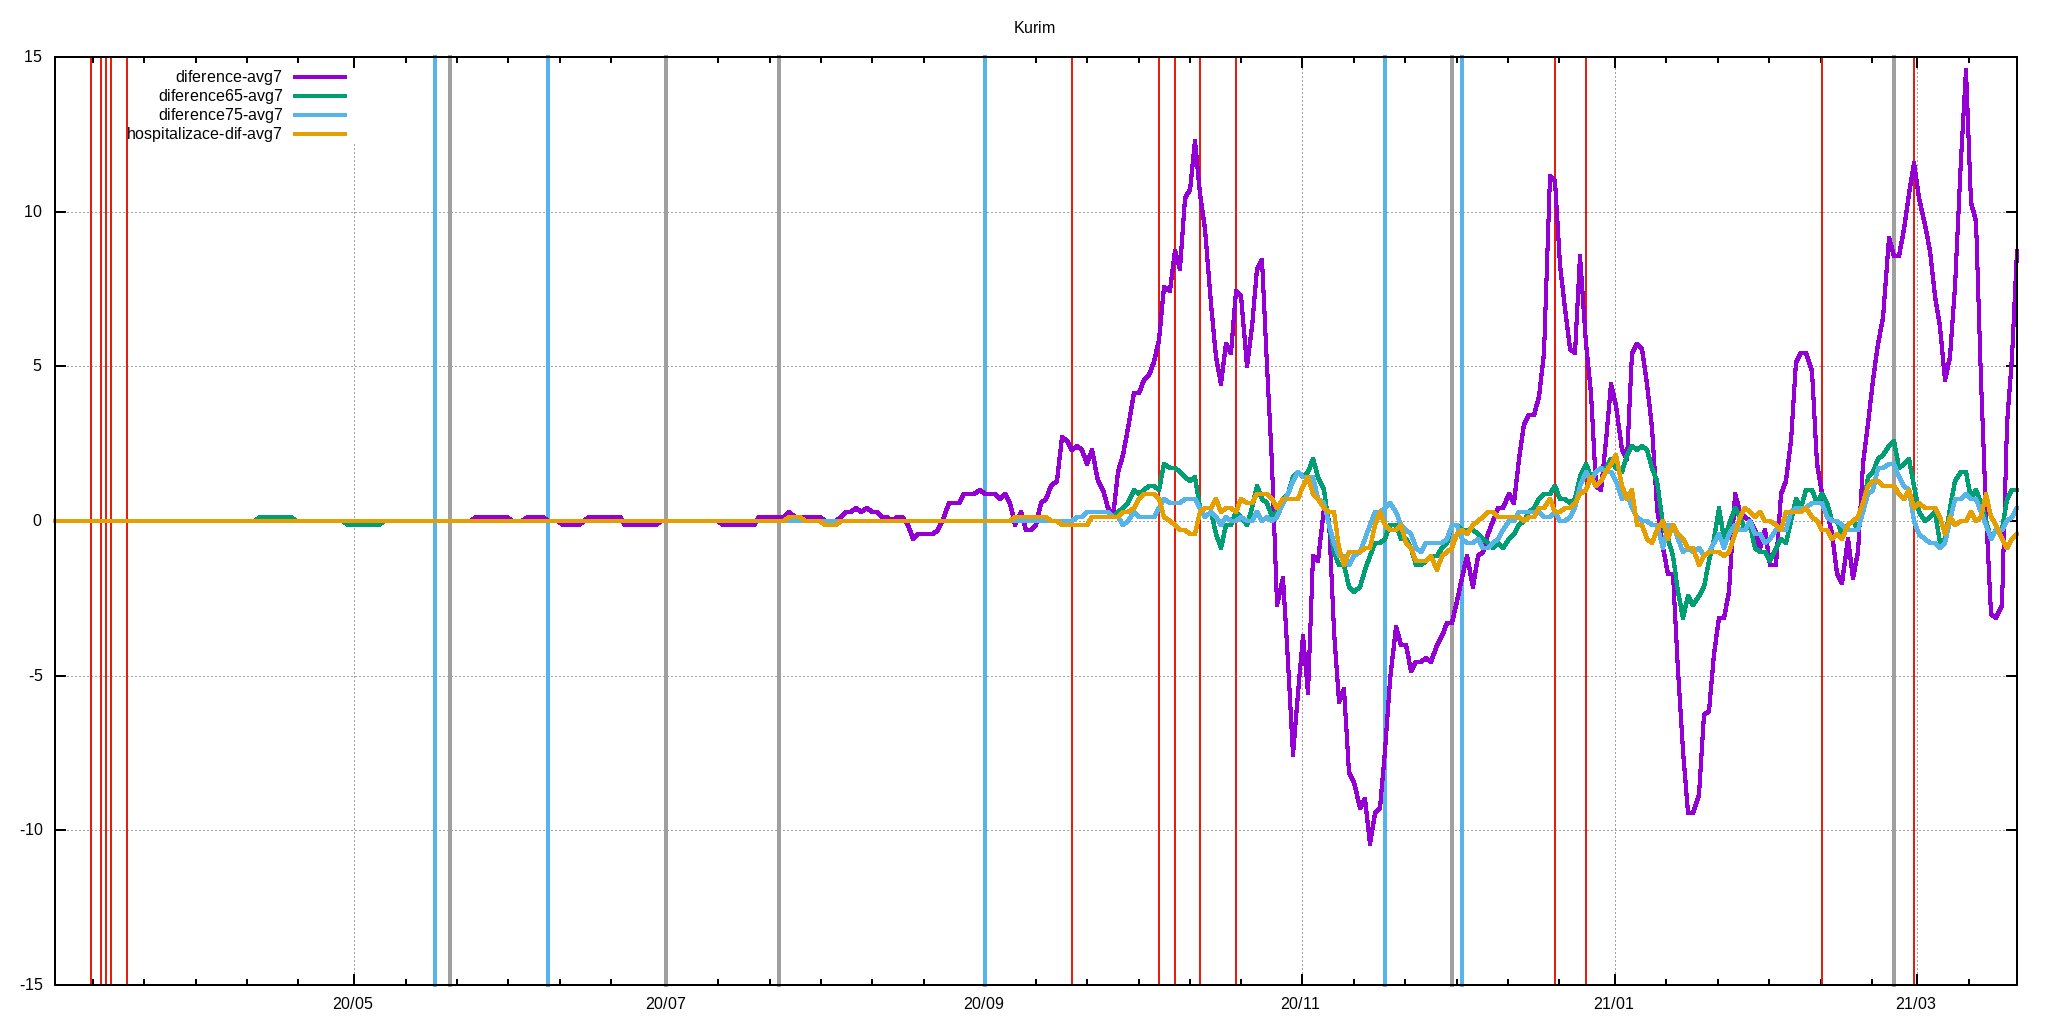 Kurim
15
diference-avg7
diference65-avg7
diference75-avg7
hospitalizace-dif-avg7
10
5
0
-5
-10
-15
20/05 20/07 20/09 20/11 21/01 21/03